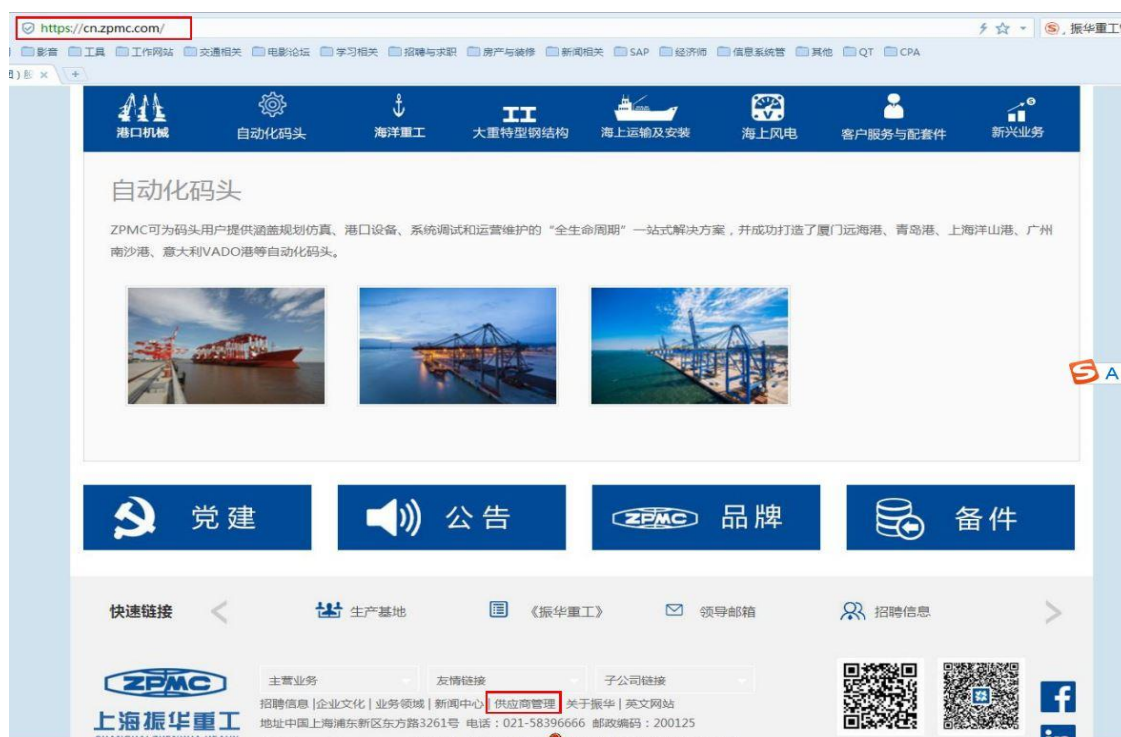 https://cn.zpmc.com/
振华重工
影音 工具 工作网站 交通相关 电影论坛 学习相关 招聘与求职 房产与装修 新闻相关 SAP 经济师 信息系统管 其他 QT CPA
港口机械 自动化码头 海洋重工 大重特型钢结构 海上运输及安装 海上风电 客户服务与配套件 新兴业务
自动化码头
ZPMC可为码头用户提供涵盖规划仿真、港口设备、系统调试和运营维护的“全生命周期”一站式解决方案，并成功打造了厦门远海港、青岛港、上海洋山港、广州
南沙港、意大利VADO港等自动化码头。
A
党建 公告 ZPMC 品牌 备件
快速链接 生产基地 《振华重工》 领导邮箱 招聘信息
ZPMC
主营业务 友情链接 子公司链接
招聘信息|企业文化|业务领域|新闻中心|供应商管理|关于振华|英文网站
上海振华重工
地址中国上海浦东新区东方路3261号 电话：021-58396666 邮政编码：200125